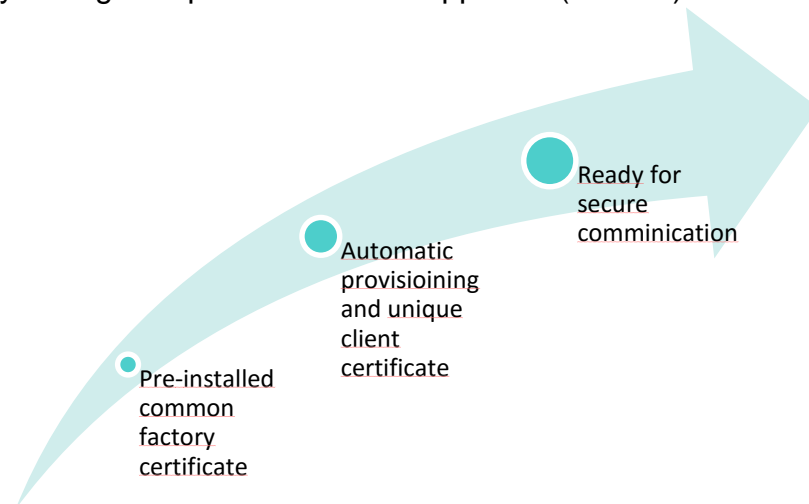 Ready for
secure
comminication
Automatic
provisioining
and unique
client
certificate
Pre-installed
common
factory
certificate